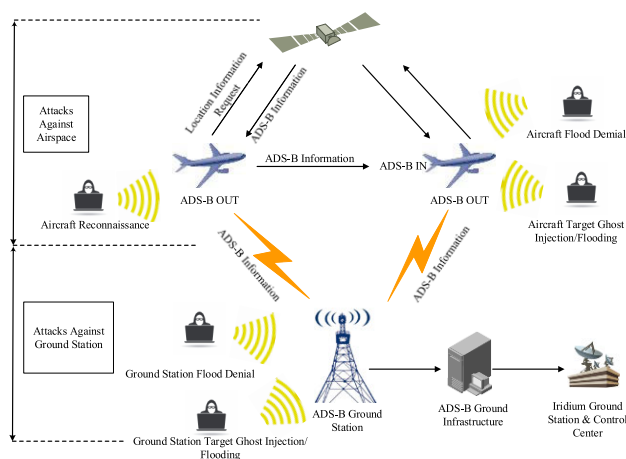 Location Information
Request
ADS-B Information
Attacks
Against
Airspace
Aircraft Flood Denial
ADS-B Information
ADS-B IN
ADS-B OUT
ADS-B OUT
Aircraft Reconnaissance
Aircraft Target Ghost
Injection/Flooding
ADS-B Information
ADS-B Information
Attacks Against
Ground Station
Ground Station Flood Denial
ADS-B Ground
Station
ADS-B Ground
Infrastructure
Iridium Ground
Station & Control
Center
Ground Station Target Ghost Injection/
Flooding